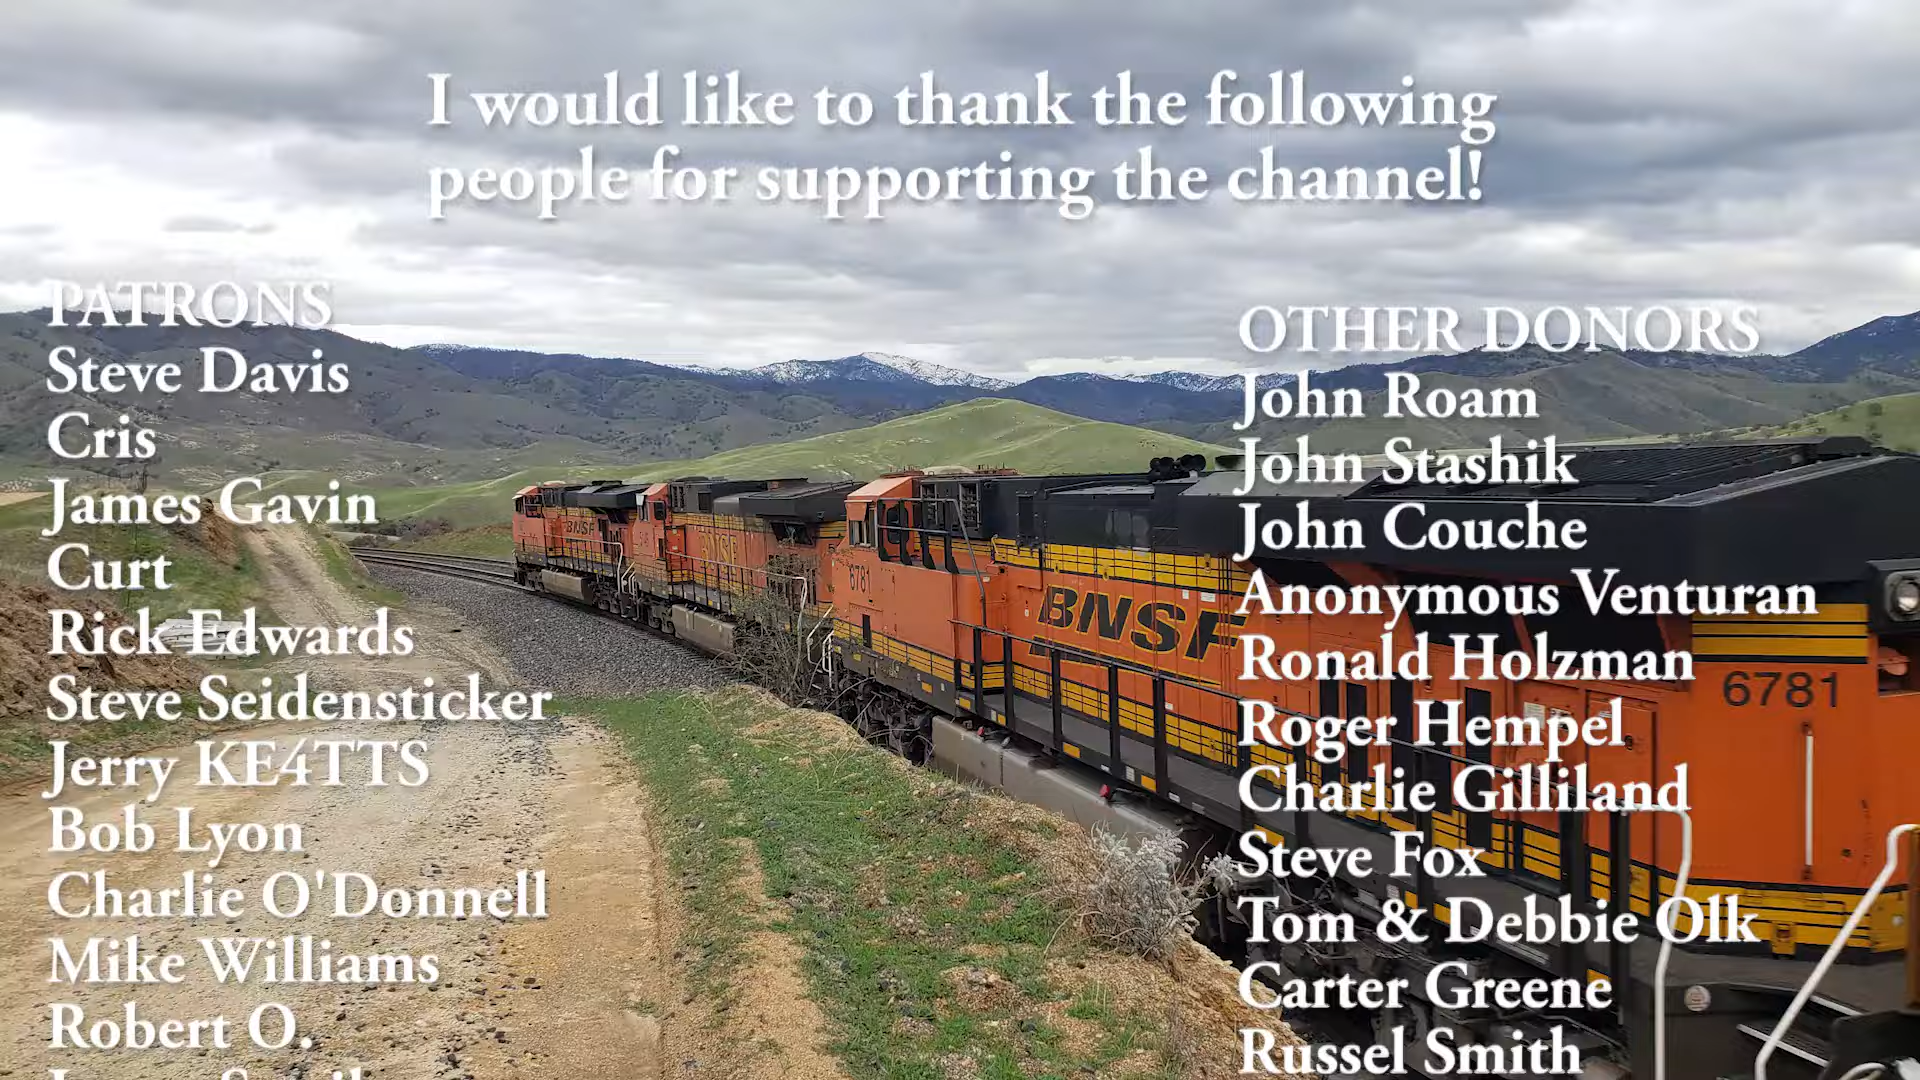 I would like to thank the following
people for supporting the channel!
PATRONS
Steve Davis
Cris
James Gavin
Curt
Rick Edwards
Steve Seidensticker
Jerry KE4TTS
Bob Lyon
Charlie O'Donnell
Mike Williams
Robert O.
OTHER DONORS
John Roam
John Stashik
John Couche
Anonymous Venturan
Ronald Holzman
Roger Hempel
Charlie Gilliland
Steve Fox
Tom & Debbie Olk
Carter Greene
Russel Smith
BNSF
BNSF
6781
BNSF
6781